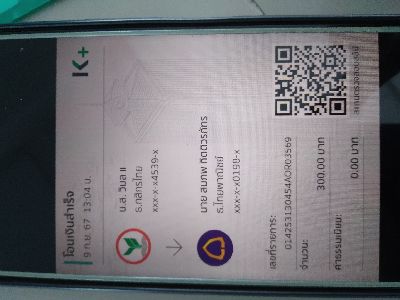 โอนเงินสำเร็จ
9 ก.ย. 67 13:04 น.
K+
น.ส. วิมล แ
ธ.กสิกรไทย
xxx-x-x4539-x
นาย สมภพ กิตติวรภัทร
ธ.ไทยพาณิชย์
xxx-x-x0198-x
เลขที่รายการ:
014253130454AOR03569
จำนวน:
300.00 บาท
ค่าธรรมเนียม:
0.00 บาท
สแกนตรวจสอบสลิป